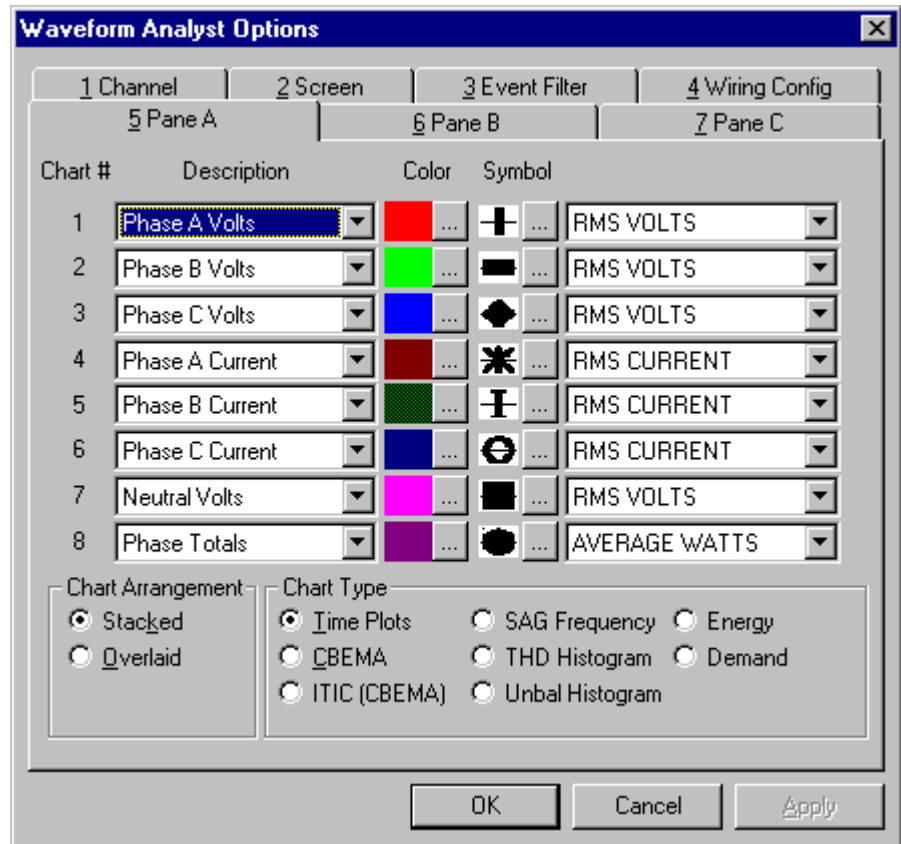 Waveform Analyst Options
1 Channel 2 Screen 3 Event Filter 4 Wiring Config
5 Pane A 6 Pane B 7 Pane C
Chart # Description Color Symbol
1 Phase A Volts ... ... RMS VOLTS
2 Phase B Volts ... ... RMS VOLTS
3 Phase C Volts ... ... RMS VOLTS
4 Phase A Current ... ... RMS CURRENT
5 Phase B Current ... ... RMS CURRENT
6 Phase C Current ... ... RMS CURRENT
7 Neutral Volts ... ... RMS VOLTS
8 Phase Totals ... ... AVERAGE WATTS
Chart Arrangement Chart Type
Stacked Time Plots SAG Frequency Energy
Overlaid CBEMA THD Histogram Demand
ITIC (CBEMA) Unbal Histogram
OK Cancel Apply